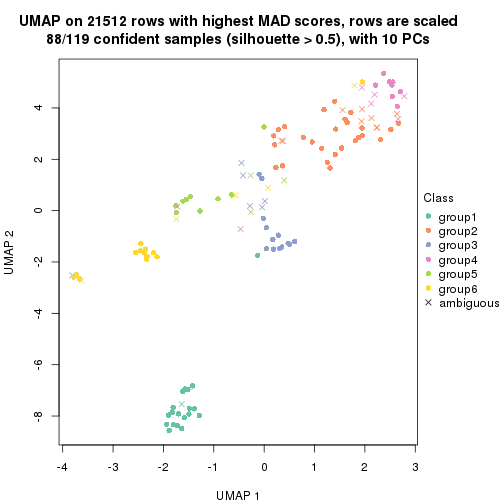 UMAP on 21512 rows with highest MAD scores, rows are scaled
88/119 confident samples (silhouette > 0.5), with 10 PCs
4
2
0
-2
-4
-6
-8
UMAP 2
-4 -3 -2 -1 0 1 2 3
UMAP 1
Class
group1
group2
group3
group4
group5
group6
ambiguous